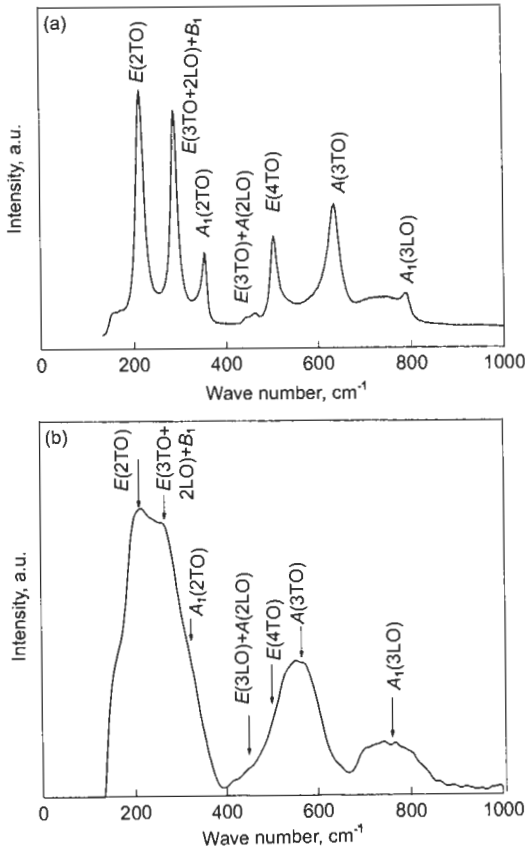 (a)
E(2TO)
E(3TO+2LO)+B₁
A₁(2TO)
E(3TO)+A(2LO)
E(4TO)
A(3TO)
A₁(3LO)
Intensity, a.u.
0 200 400 600 800 1000
Wave number, cm⁻¹
(b)
E(2TO)
E(3TO+
2LO)+B₁
A₁(2TO)
E(3LO)+A(2LO)
E(4TO)
A(3TO)
A₁(3LO)
Intensity, a.u.
0 200 400 600 800 1000
Wave number, cm⁻¹